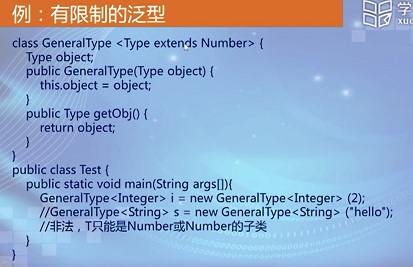 例：有限制的泛型
学
xue
class GeneralType <Type extends Number> {
Type object;
public GeneralType(Type object) {
this.object = object;
}
public Type getObj() {
return object;
}
}
public class Test {
public static void main(String args[]){
GeneralType<Integer> i = new GeneralType<Integer> (2);
//GeneralType<String> s = new GeneralType<String> ("hello");
//非法，T只能是Number或Number的子类
}
}